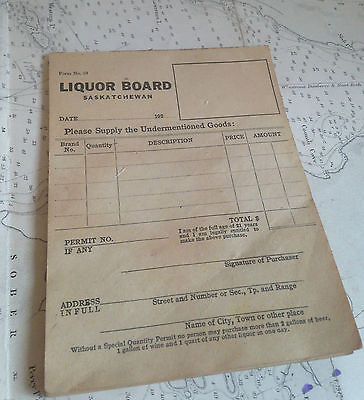 Form No. 59
LIQUOR BOARD
SASKATCHEWAN
DATE 192
Please Supply the Undermentioned Goods:
Brand No. Quantity DESCRIPTION PRICE AMOUNT
TOTAL $
PERMIT NO.
IF ANY
I am of the full age of 21 years
and I am legally entitled to
make the above purchase.
Signature of Purchaser
ADDRESS
IN FULL
Street and Number or Sec., Tp. and Range
Name of City, Town or other place
Without a Special Quantity Permit no person may purchase more than 2 gallons of beer,
1 gallon of wine and 1 quart of any other liquor in one day.
S O B E R